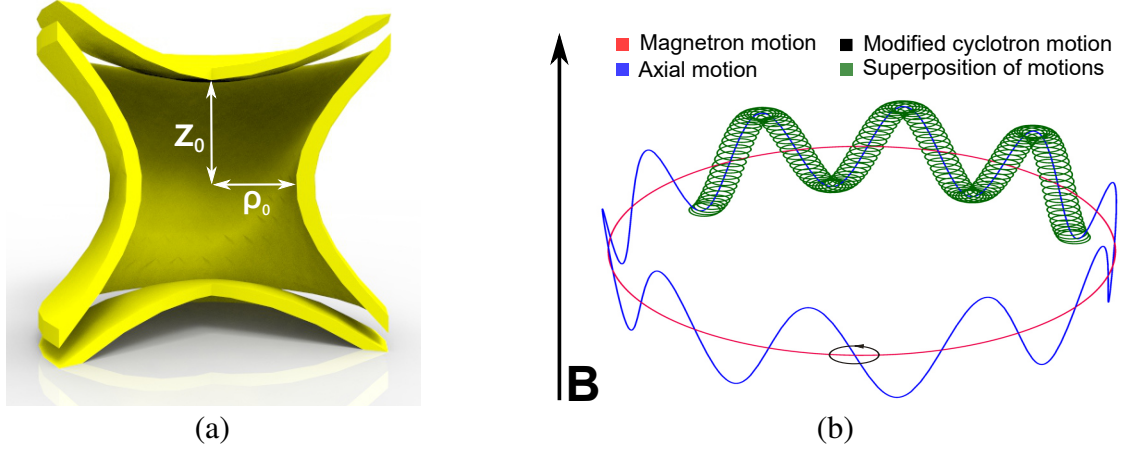 Z₀
ρ₀
(a)
Magnetron motion
Modified cyclotron motion
Axial motion
Superposition of motions
B
(b)